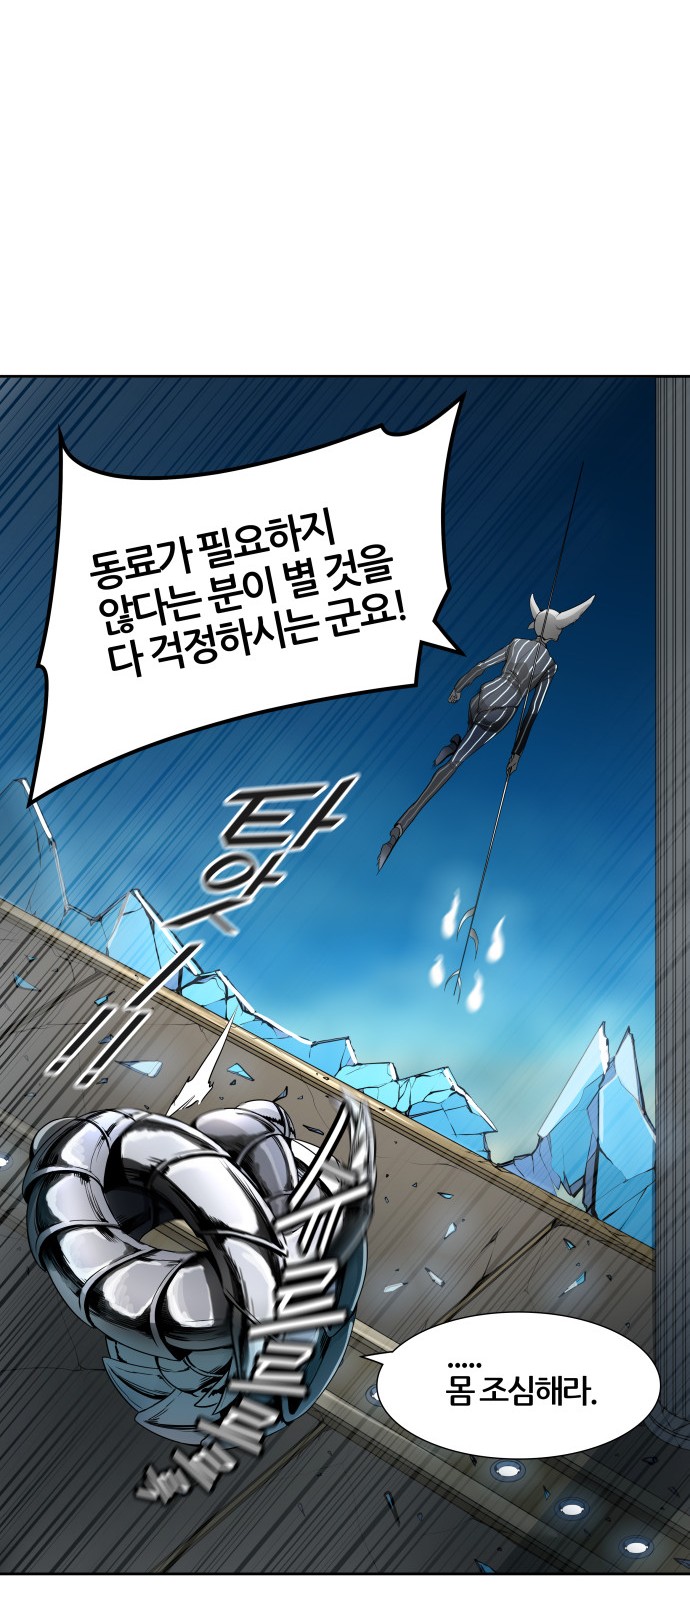 동료가 필요하지
않다는 분이 별 것을
다 걱정하시는 군요!
타
앗
!!
.....
몸 조심해라.